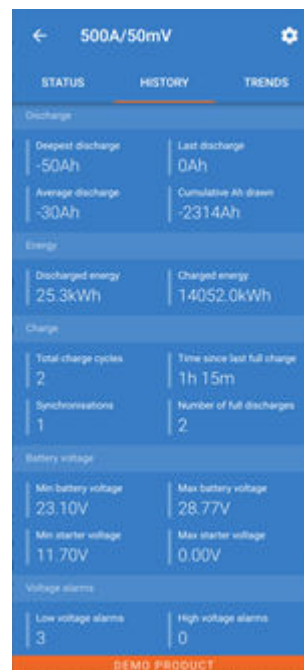 500A/50mV
STATUS HISTORY TRENDS
Discharge
Deepest discharge Last discharge
-50Ah 0Ah
Average discharge Cumulative Ah drawn
-30Ah -2314Ah
Energy
Discharged energy Charged energy
25.3kWh 14052.0kWh
Charge
Total charge cycles Time since last full charge
2 1h 15m
Synchronisations Number of full discharges
1 2
Battery voltage
Min battery voltage Max battery voltage
23.10V 28.77V
Min starter voltage Max starter voltage
11.70V 0.00V
Voltage alarms
Low voltage alarms High voltage alarms
3 0
DEMO PRODUCT